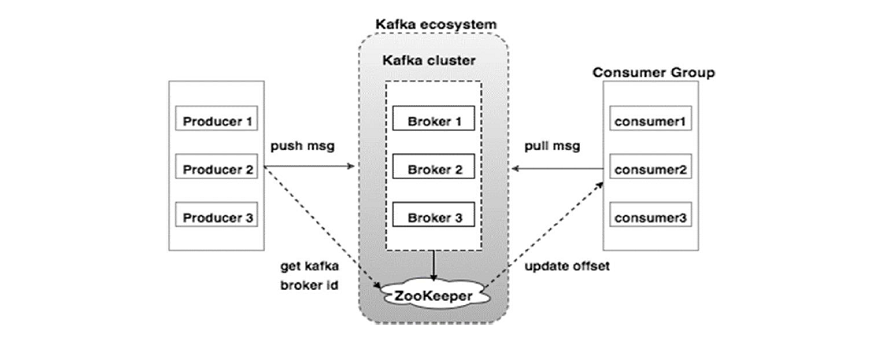 Kafka ecosystem
Kafka cluster
Consumer Group
Producer 1
Broker 1
consumer1
push msg
pull msg
Producer 2
Broker 2
consumer2
Producer 3
Broker 3
consumer3
get kafka
broker id
update offset
ZooKeeper